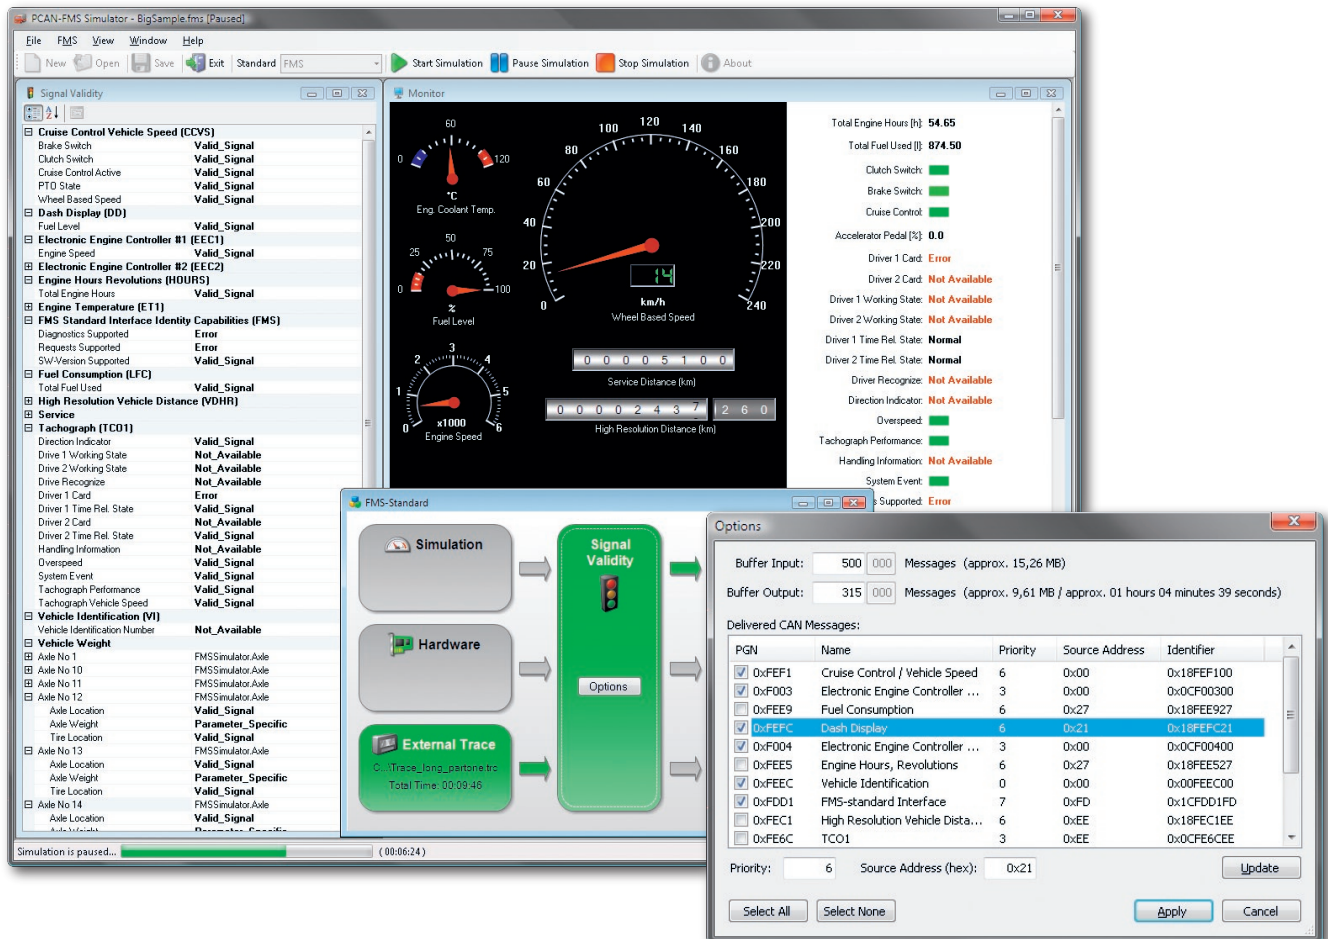 PCAN-FMS Simulator - BigSample.fms [Paused]
File FMS View Window Help
New Open Save Exit Standard FMS Start Simulation Pause Simulation Stop Simulation About
Signal Validity
Cruise Control Vehicle Speed (CCVS)
Brake Switch Valid_Signal
Clutch Switch Valid_Signal
Cruise Control Active Valid_Signal
PTO State Valid_Signal
Wheel Based Speed Valid_Signal
Dash Display (DD)
Fuel Level Valid_Signal
Electronic Engine Controller #1 (EEC1)
Engine Speed Valid_Signal
Electronic Engine Controller #2 (EEC2)
Engine Hours Revolutions (HOURS)
Total Engine Hours Valid_Signal
Engine Temperature (ET1)
FMS Standard Interface Identity Capabilities (FMS)
Diagnostics Supported Error
Requests Supported Error
SW-Version Supported Valid_Signal
Fuel Consumption (LFC)
Total Fuel Used Valid_Signal
High Resolution Vehicle Distance (VDHR)
Service
Tachograph (TCO1)
Direction Indicator Valid_Signal
Drive 1 Working State Not_Available
Drive 2 Working State Not_Available
Drive Recognize Not_Available
Driver 1 Card Error
Driver 1 Time Rel. State Valid_Signal
Driver 2 Card Not_Available
Driver 2 Time Rel. State Valid_Signal
Handling Information Not_Available
Overspeed Valid_Signal
System Event Valid_Signal
Tachograph Performance Valid_Signal
Tachograph Vehicle Speed Valid_Signal
Vehicle Identification (VI)
Vehicle Identification Number Not_Available
Vehicle Weight
Axle No 1 FMSSimulator.Axle
Axle No 10 FMSSimulator.Axle
Axle No 11 FMSSimulator.Axle
Axle No 12 FMSSimulator.Axle
Axle Location Valid_Signal
Axle Weight Parameter_Specific
Tire Location Valid_Signal
Axle No 13 FMSSimulator.Axle
Axle Location Valid_Signal
Axle Weight Parameter_Specific
Tire Location Valid_Signal
Axle No 14 FMSSimulator.Axle
Axle Location Valid_Signal
Axle Weight Parameter_Specific
Simulation is paused... ( 00:06:24 )
Monitor
0 60 120
°C
Eng. Coolant Temp.
0 25 50 75 100
%
Fuel Level
0 1 2 3 4 5 6
x1000
Engine Speed
0 20 40 60 80 100 120 140 160 180 200 220 240
14
km/h
Wheel Based Speed
0 0 0 0 5 1 0 0
Service Distance (km)
0 0 0 0 2 4 3 7 2 6 0
High Resolution Distance (km)
Total Engine Hours [h]: 54.65
Total Fuel Used [l]: 874.50
Clutch Switch:
Brake Switch:
Cruise Control:
Accelerator Pedal [%]: 0.0
Driver 1 Card: Error
Driver 2 Card: Not Available
Driver 1 Working State: Not Available
Driver 2 Working State: Not Available
Driver 1 Time Rel. State: Normal
Driver 2 Time Rel. State: Normal
Driver Recognize: Not Available
Direction Indicator: Not Available
Overspeed:
Tachograph Performance:
Handling Information: Not Available
System Event:
s Supported: Error
FMS-Standard
Simulation
Hardware
External Trace
C...\Trace_long_partone.trc
Total Time: 00:09:46
Signal
Validity
Options
Options
Buffer Input: 500 000 Messages (approx. 15,26 MB)
Buffer Output: 315 000 Messages (approx. 9,61 MB / approx. 01 hours 04 minutes 39 seconds)
Delivered CAN Messages:
PGN Name Priority Source Address Identifier
0xFEF1 Cruise Control / Vehicle Speed 6 0x00 0x18FEF100
0xF003 Electronic Engine Controller ... 3 0x00 0x0CF00300
0xFEE9 Fuel Consumption 6 0x27 0x18FEE927
0xFEFC Dash Display 6 0x21 0x18FEFC21
0xF004 Electronic Engine Controller ... 3 0x00 0x0CF00400
0xFEE5 Engine Hours, Revolutions 6 0x27 0x18FEE527
0xFEEC Vehicle Identification 0 0x00 0x00FEEC00
0xFDD1 FMS-standard Interface 7 0xFD 0x1CFDD1FD
0xFEC1 High Resolution Vehicle Dista... 6 0xEE 0x18FEC1EE
0xFE6C TCO1 3 0xEE 0x0CFE6CEE
Priority: 6 Source Address (hex): 0x21 Update
Select All Select None Apply Cancel